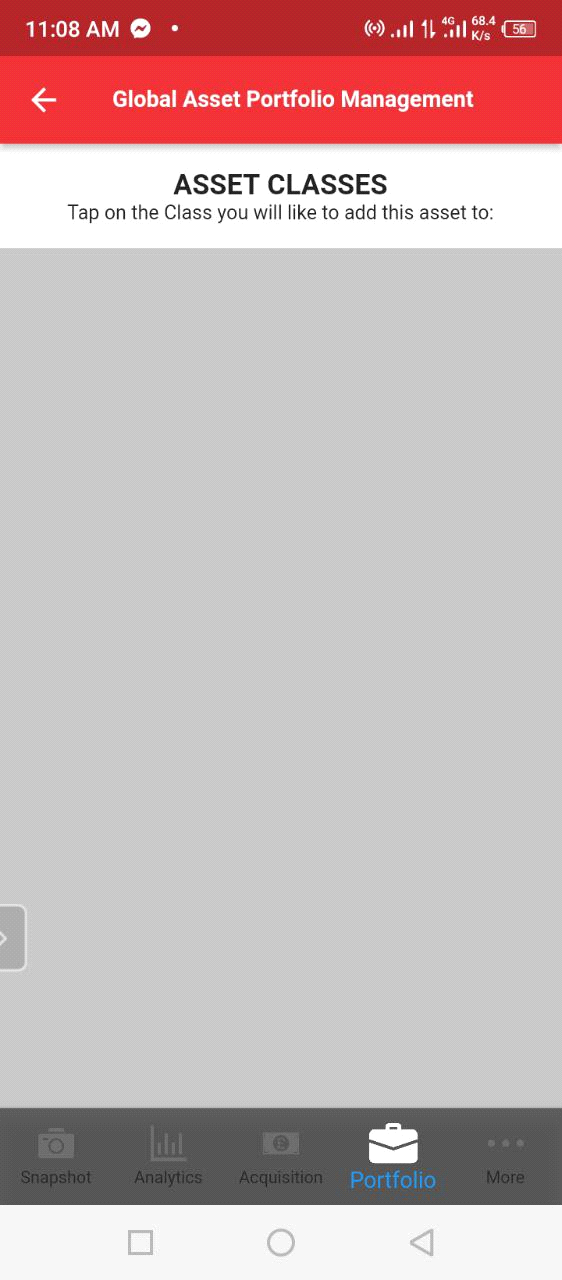 11:08 AM
4G 68.4 K/s 56
Global Asset Portfolio Management
ASSET CLASSES
Tap on the Class you will like to add this asset to:
Snapshot Analytics Acquisition Portfolio More